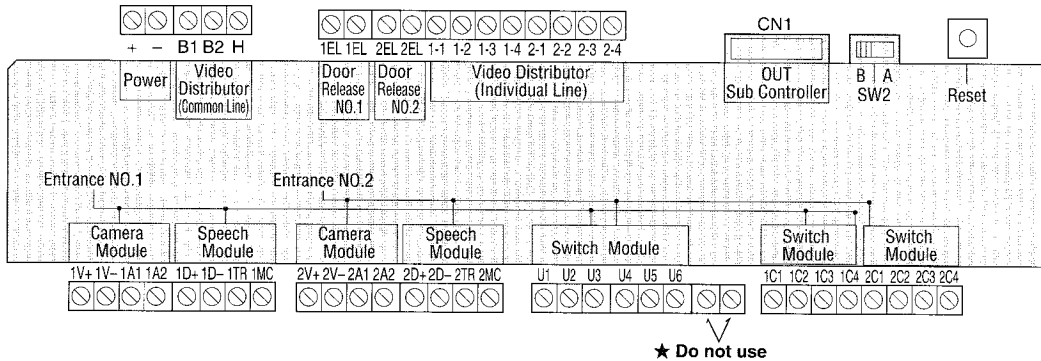 + − B1 B2 H
1EL 1EL 2EL 2EL 1-1 1-2 1-3 1-4 2-1 2-2 2-3 2-4
CN1
Power
Video
Distributor
(Common Line)
Door
Release
NO.1
Door
Release
NO.2
Video Distributor
(Individual Line)
OUT
Sub Controller
B A
SW2
Reset
Entrance NO.1
Entrance NO.2
Camera
Module
Speech
Module
Camera
Module
Speech
Module
Switch Module
Switch
Module
Switch
Module
1V+ 1V− 1A1 1A2 1D+ 1D− 1TR 1MC
2V+ 2V− 2A1 2A2 2D+ 2D− 2TR 2MC
U1 U2 U3 U4 U5 U6
1C1 1C2 1C3 1C4 2C1 2C2 2C3 2C4
★ Do not use